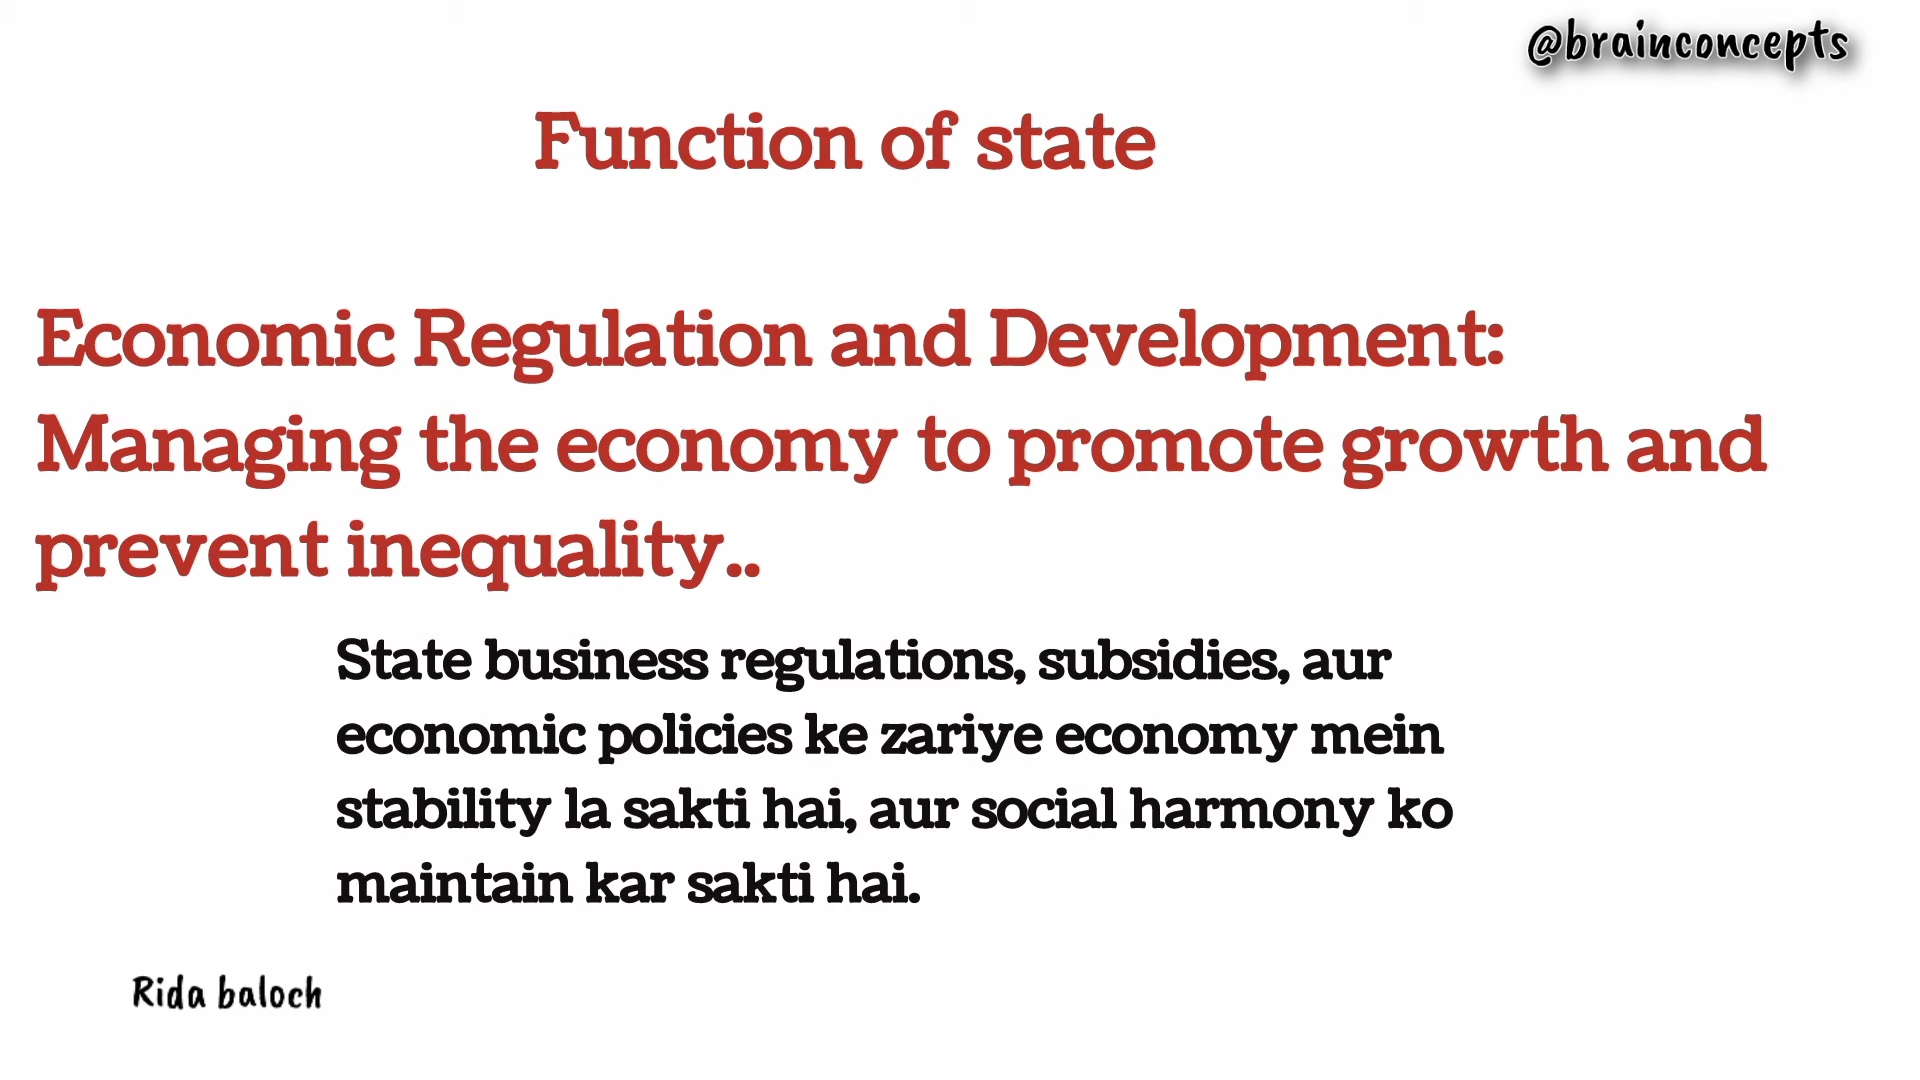 @brainconcepts
Function of state
Economic Regulation and Development:
Managing the economy to promote growth and
prevent inequality..
State business regulations, subsidies, aur
economic policies ke zariye economy mein
stability la sakti hai, aur social harmony ko
maintain kar sakti hai.
Rida baloch